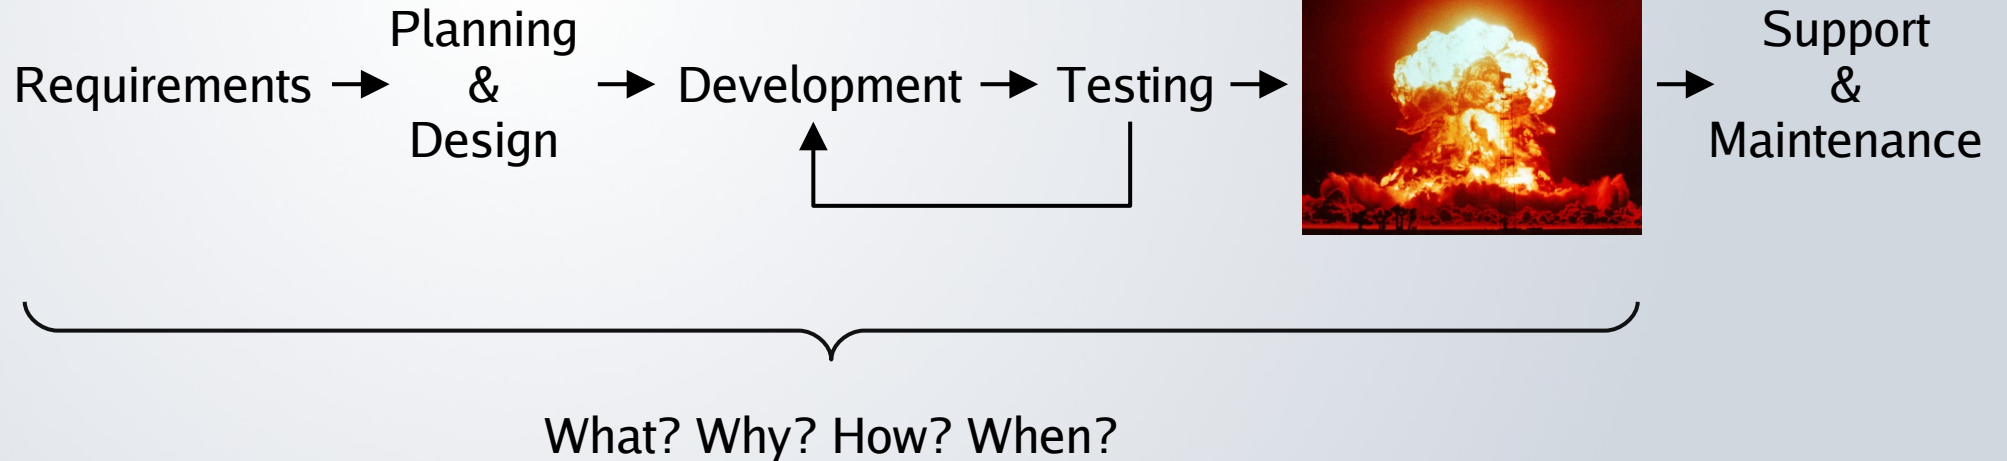 Requirements
Planning
&
Design
Development
Testing
Support
&
Maintenance
What? Why? How? When?